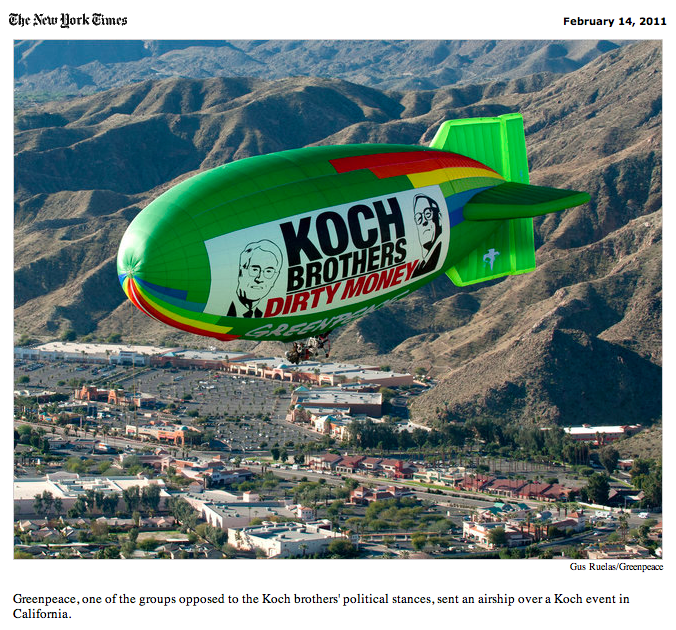 The New York Times
February 14, 2011
KOCH
BROTHERS
DIRTY MONEY
GREENPEACE
Gus Ruelas/Greenpeace
Greenpeace, one of the groups opposed to the Koch brothers' political stances, sent an airship over a Koch event in
California.